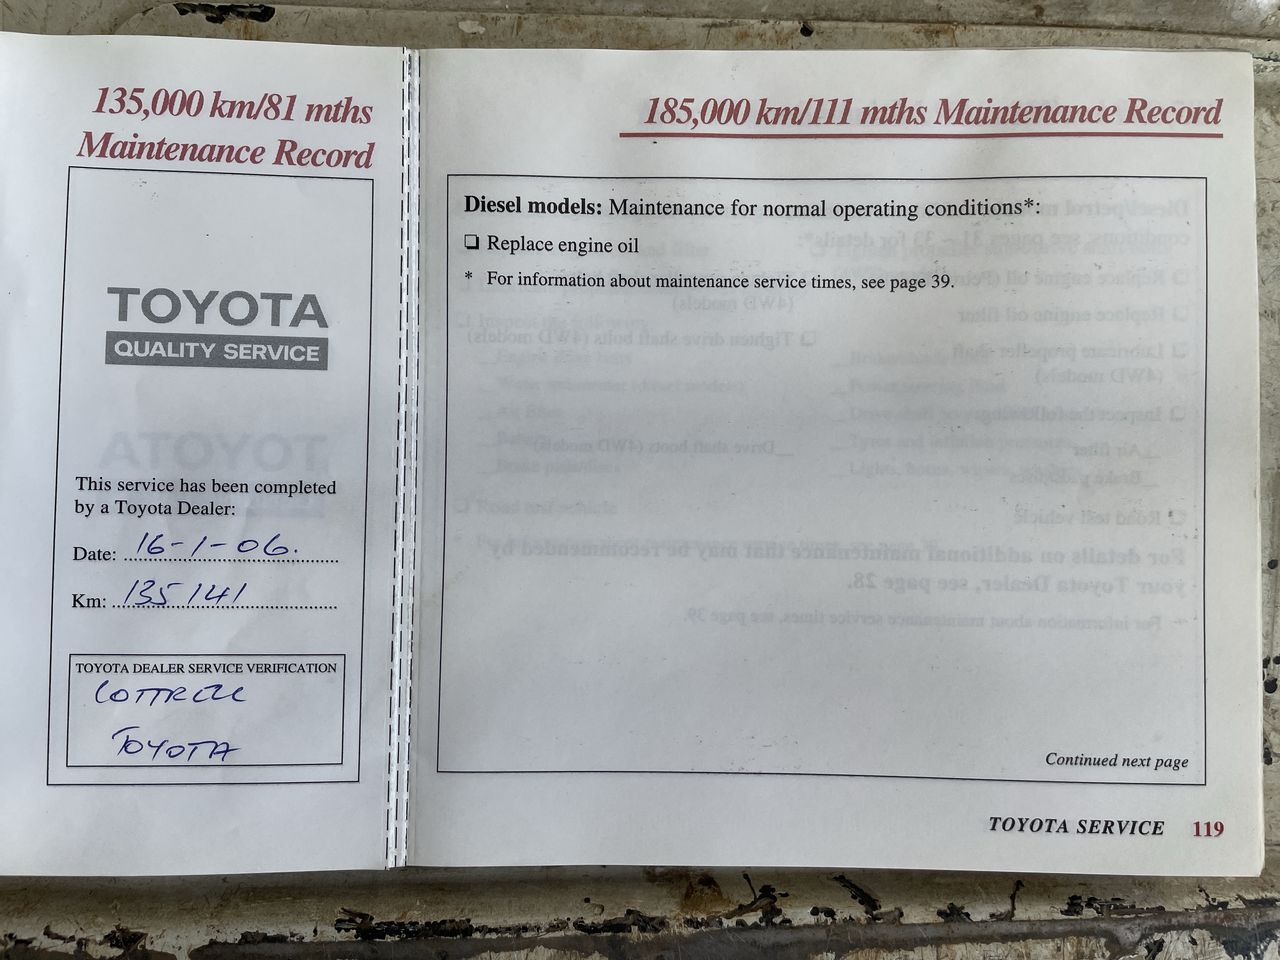 135,000 km/81 mths
Maintenance Record
TOYOTA
QUALITY SERVICE
This service has been completed
by a Toyota Dealer:
Date: 16-1-06.
Km: 135141
TOYOTA DEALER SERVICE VERIFICATION
COTTRELL
TOYOTA
185,000 km/111 mths Maintenance Record
Diesel models: Maintenance for normal operating conditions*:
❏ Replace engine oil
* For information about maintenance service times, see page 39.
Continued next page
TOYOTA SERVICE 119